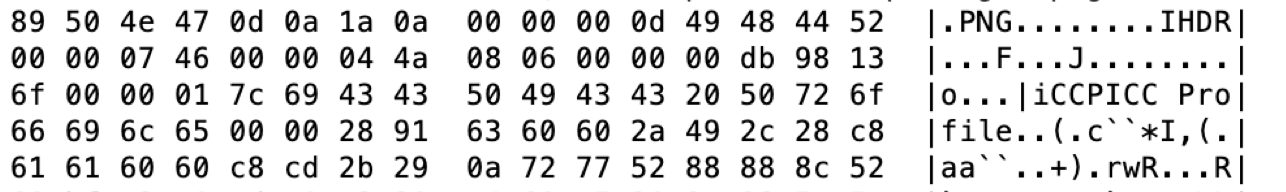 89 50 4e 47 0d 0a 1a 0a  00 00 00 0d 49 48 44 52  |.PNG........IHDR|
00 00 07 46 00 00 04 4a  08 06 00 00 00 db 98 13  |...F...J........|
6f 00 00 01 7c 69 43 43  50 49 43 43 20 50 72 6f  |o...|iCCPICC Pro|
66 69 6c 65 00 00 28 91  63 60 60 2a 49 2c 28 c8  |file..(.c``*I,(.|
61 61 60 60 c8 cd 2b 29  0a 72 77 52 88 88 8c 52  |aa``..+).rwR...R|